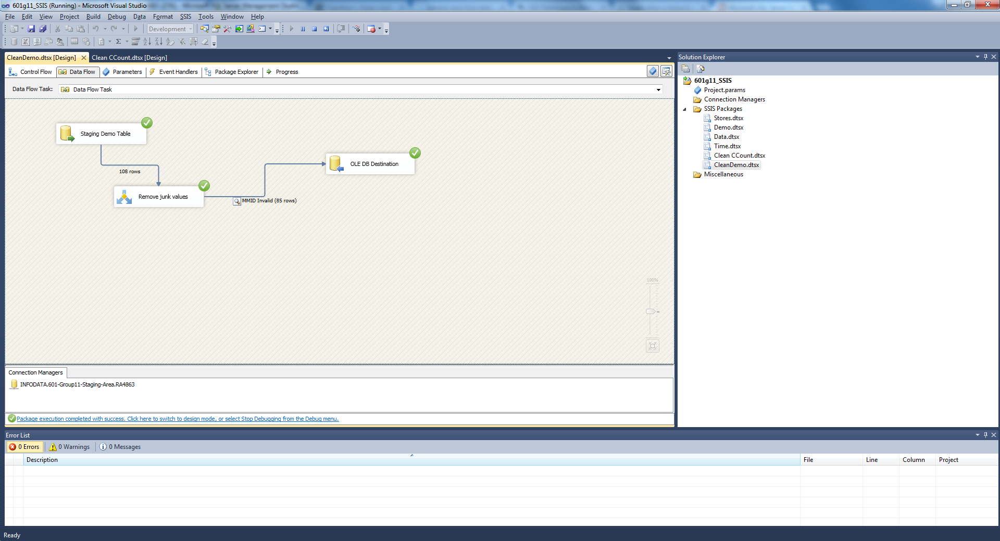 601g11_SSIS (Running) - Microsoft Visual Studio
File Edit View Project Build Debug Data Format SSIS Tools Window Help
Development
CleanDemo.dtsx [Design] Clean CCount.dtsx [Design]
Control Flow Data Flow Parameters Event Handlers Package Explorer Progress
Data Flow Task: Data Flow Task
Staging Demo Table
108 rows
OLE DB Destination
Remove junk values
MMID Invalid (85 rows)
100%
Connection Managers
INFODATA.601-Group11-Staging-Area.RA4863
Package execution completed with success. Click here to switch to design mode, or select Stop Debugging from the Debug menu.
Solution Explorer
601g11_SSIS
Project.params
Connection Managers
SSIS Packages
Stores.dtsx
Demo.dtsx
Data.dtsx
Time.dtsx
Clean CCount.dtsx
CleanDemo.dtsx
Miscellaneous
Error List
0 Errors 0 Warnings 0 Messages
Description File Line Column Project
Ready